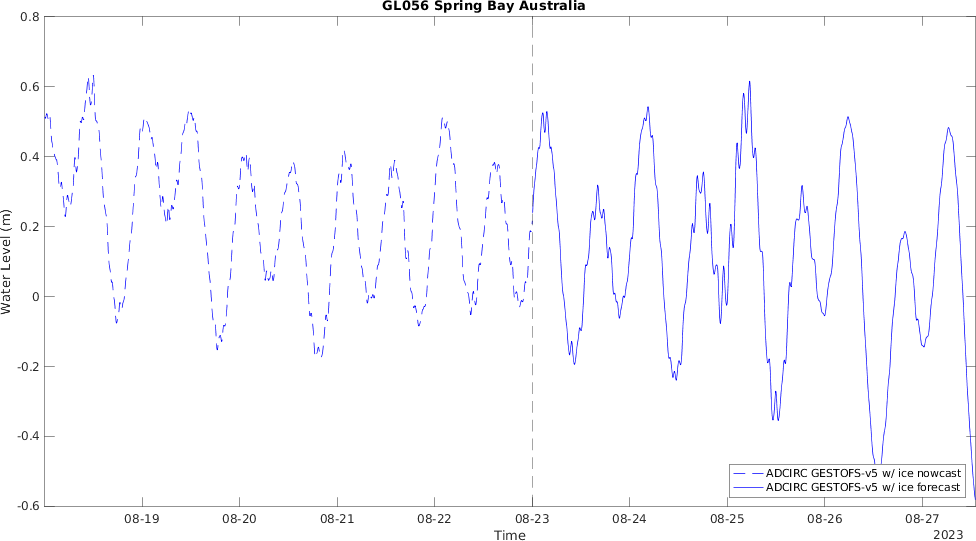 GL056 Spring Bay Australia
0.8
0.6
0.4
0.2
0
-0.2
-0.4
-0.6
Water Level (m)
ADCIRC GESTOFS-v5 w/ ice nowcast
ADCIRC GESTOFS-v5 w/ ice forecast
08-19 08-20 08-21 08-22 08-23 08-24 08-25 08-26 08-27
Time
2023